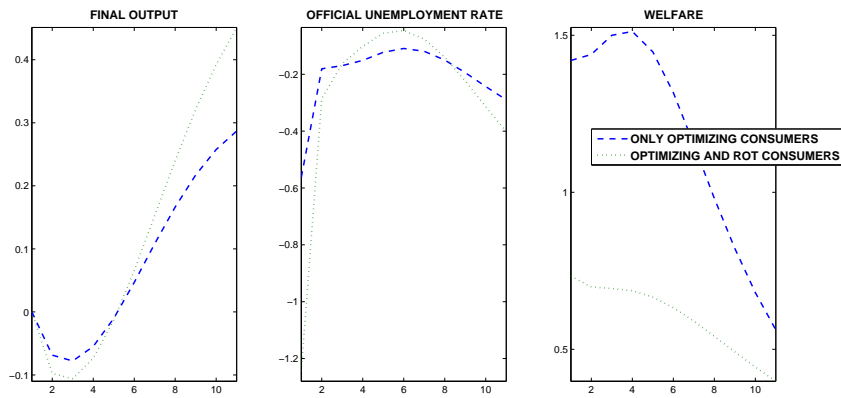 FINAL OUTPUT
0.4
0.3
0.2
0.1
0
−0.1
2 4 6 8 10
OFFICIAL UNEMPLOYMENT RATE
−0.2
−0.4
−0.6
−0.8
−1
−1.2
2 4 6 8 10
WELFARE
1.5
1
0.5
2 4 6 8 10
ONLY OPTIMIZING CONSUMERS
OPTIMIZING AND ROT CONSUMERS